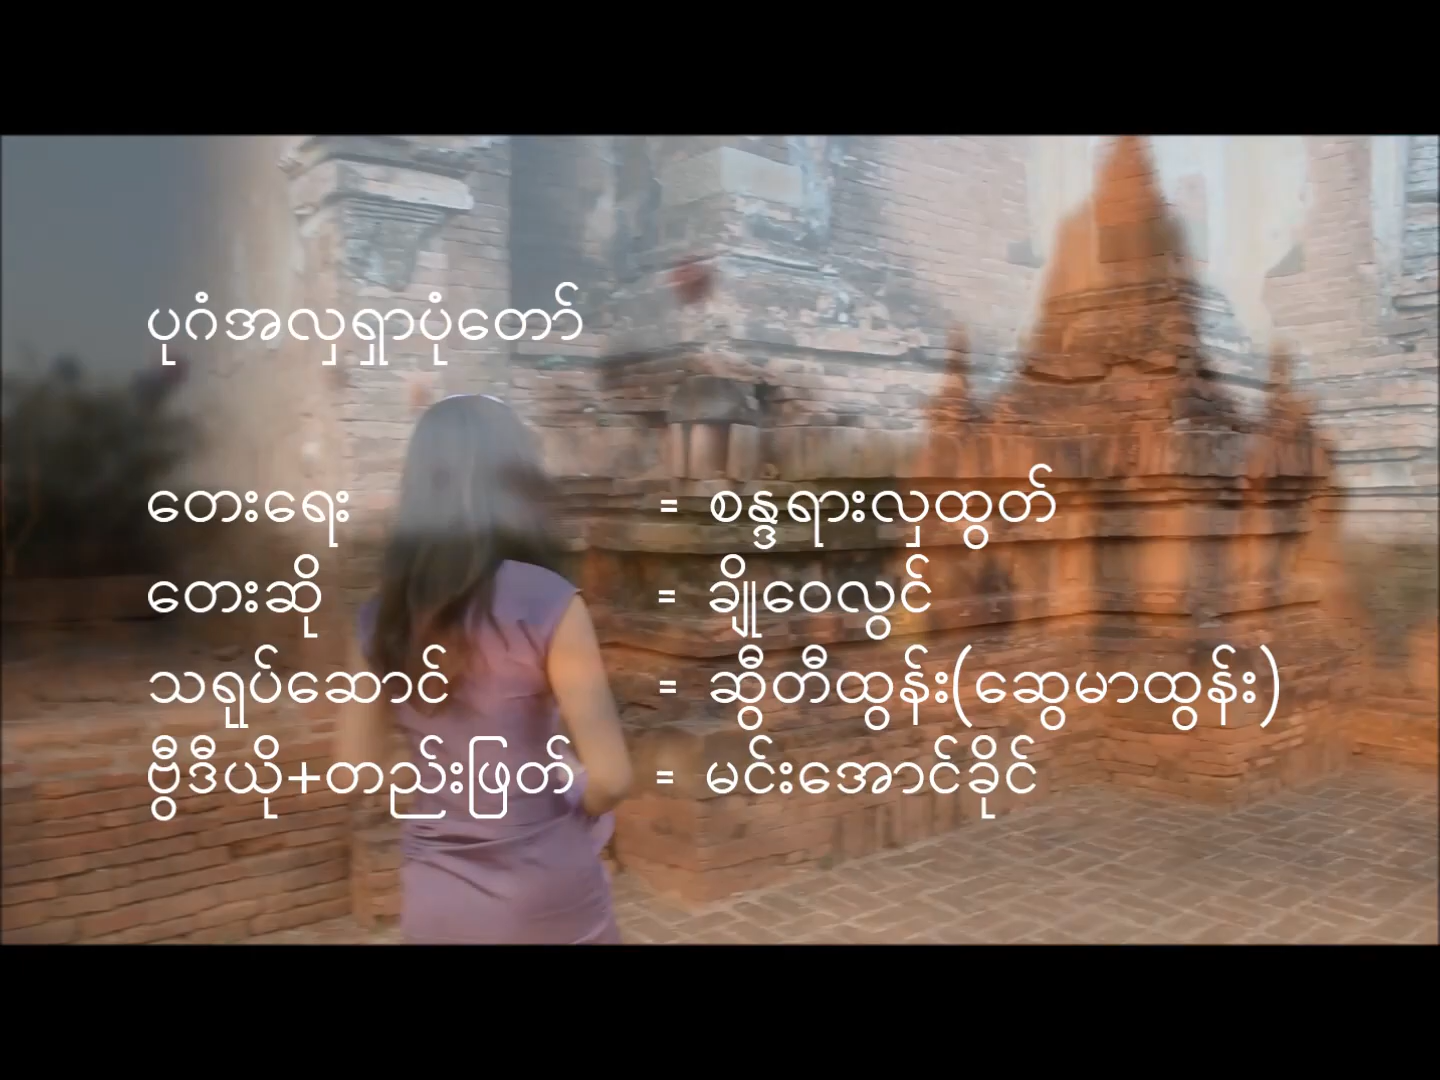 ပုဂံအလှရှာပုံတော်
တေးရေး = စန္ဒရားလှထွတ်
တေးဆို = ချိုဝေလွင်
သရုပ်ဆောင် = ဆွီတီထွန်း(ဆွေမာထွန်း)
ဗွီဒီယို+တည်းဖြတ် = မင်းအောင်ခိုင်